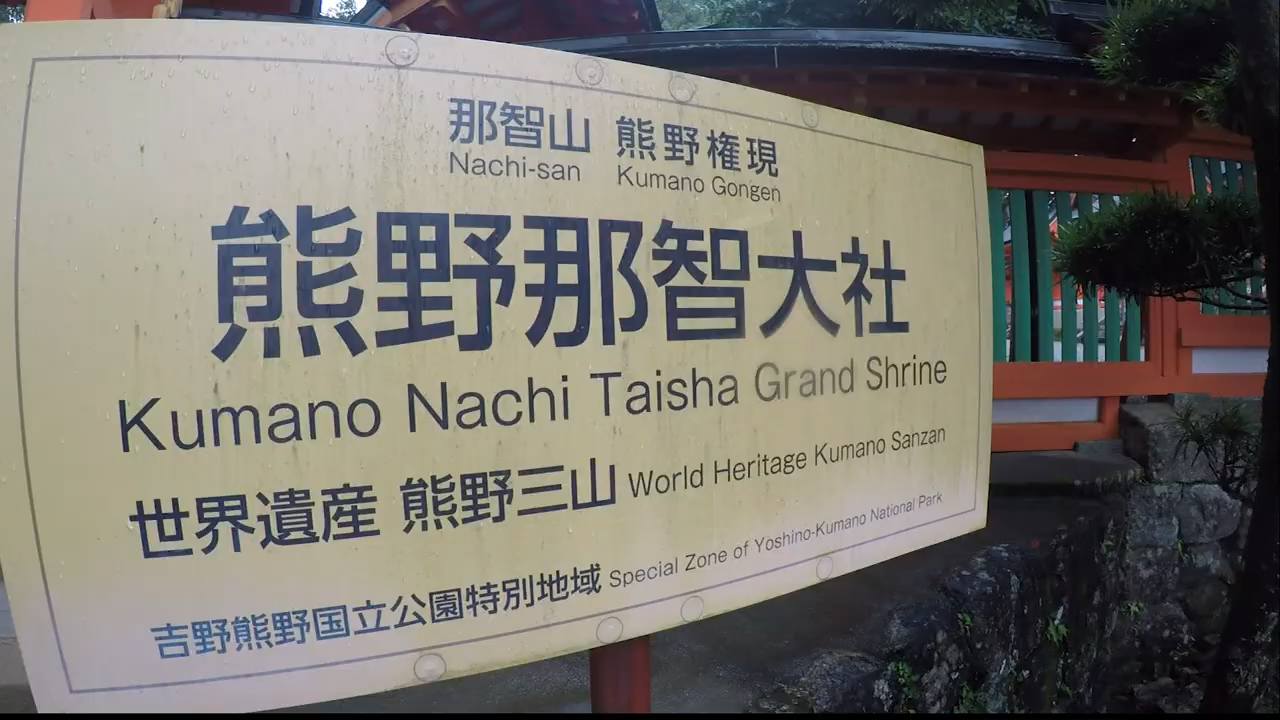 那智山 熊野権現
Nachi-san Kumano Gongen
熊野那智大社
Kumano Nachi Taisha Grand Shrine
世界遺産 熊野三山 World Heritage Kumano Sanzan
吉野熊野国立公園特別地域 Special Zone of Yoshino-Kumano National Park